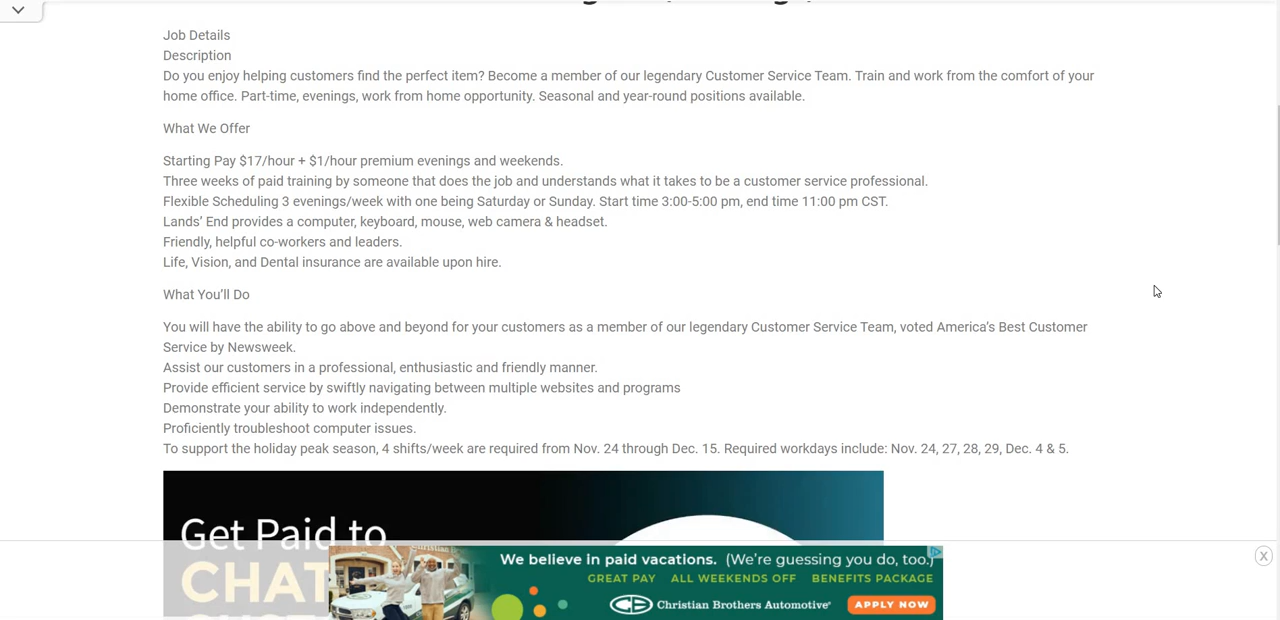 Job Details
Description
Do you enjoy helping customers find the perfect item? Become a member of our legendary Customer Service Team. Train and work from the comfort of your
home office. Part-time, evenings, work from home opportunity. Seasonal and year-round positions available.
What We Offer
Starting Pay $17/hour + $1/hour premium evenings and weekends.
Three weeks of paid training by someone that does the job and understands what it takes to be a customer service professional.
Flexible Scheduling 3 evenings/week with one being Saturday or Sunday. Start time 3:00-5:00 pm, end time 11:00 pm CST.
Lands’ End provides a computer, keyboard, mouse, web camera & headset.
Friendly, helpful co-workers and leaders.
Life, Vision, and Dental insurance are available upon hire.
What You’ll Do
You will have the ability to go above and beyond for your customers as a member of our legendary Customer Service Team, voted America’s Best Customer
Service by Newsweek.
Assist our customers in a professional, enthusiastic and friendly manner.
Provide efficient service by swiftly navigating between multiple websites and programs
Demonstrate your ability to work independently.
Proficiently troubleshoot computer issues.
To support the holiday peak season, 4 shifts/week are required from Nov. 24 through Dec. 15. Required workdays include: Nov. 24, 27, 28, 29, Dec. 4 & 5.
Get Paid to
CHAT
We believe in paid vacations. (We’re guessing you do, too.)
GREAT PAY ALL WEEKENDS OFF BENEFITS PACKAGE
Christian Brothers Automotive
APPLY NOW